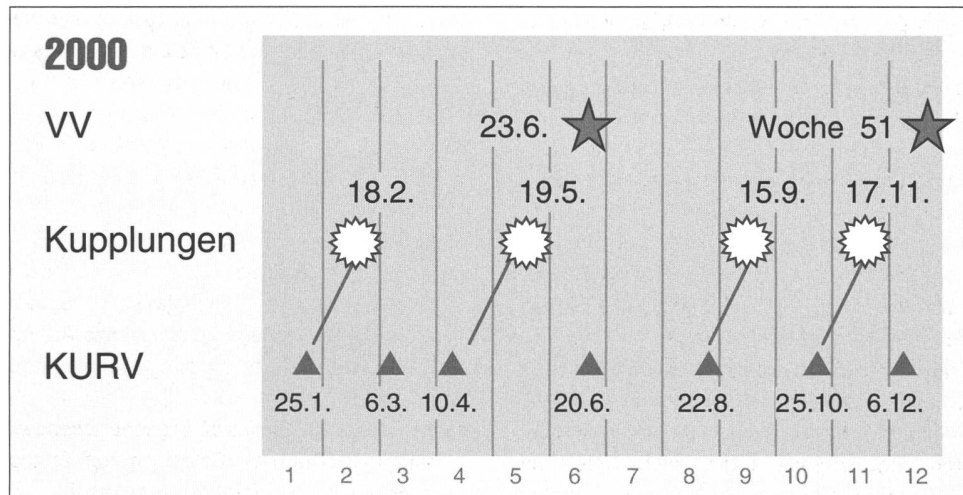 2000
VV 23.6. Woche 51
18.2. 19.5. 15.9. 17.11.
Kupplungen
KURV
25.1. 6.3. 10.4. 20.6. 22.8. 25.10. 6.12.
1 2 3 4 5 6 7 8 9 10 11 12